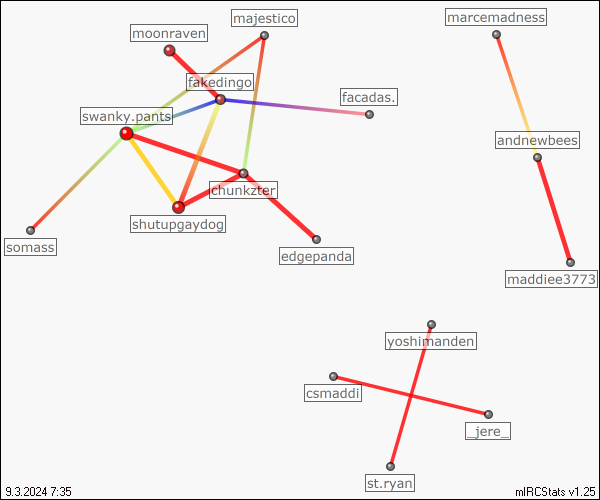 majestico
marcemadness
moonraven
fakedingo
facadas.
swanky.pants
andnewbees
chunkzter
shutupgaydog
somass
edgepanda
maddiee3773
yoshimanden
csmaddi
_jere_
st.ryan
9.3.2024 7:35
mIRCStats v1.25